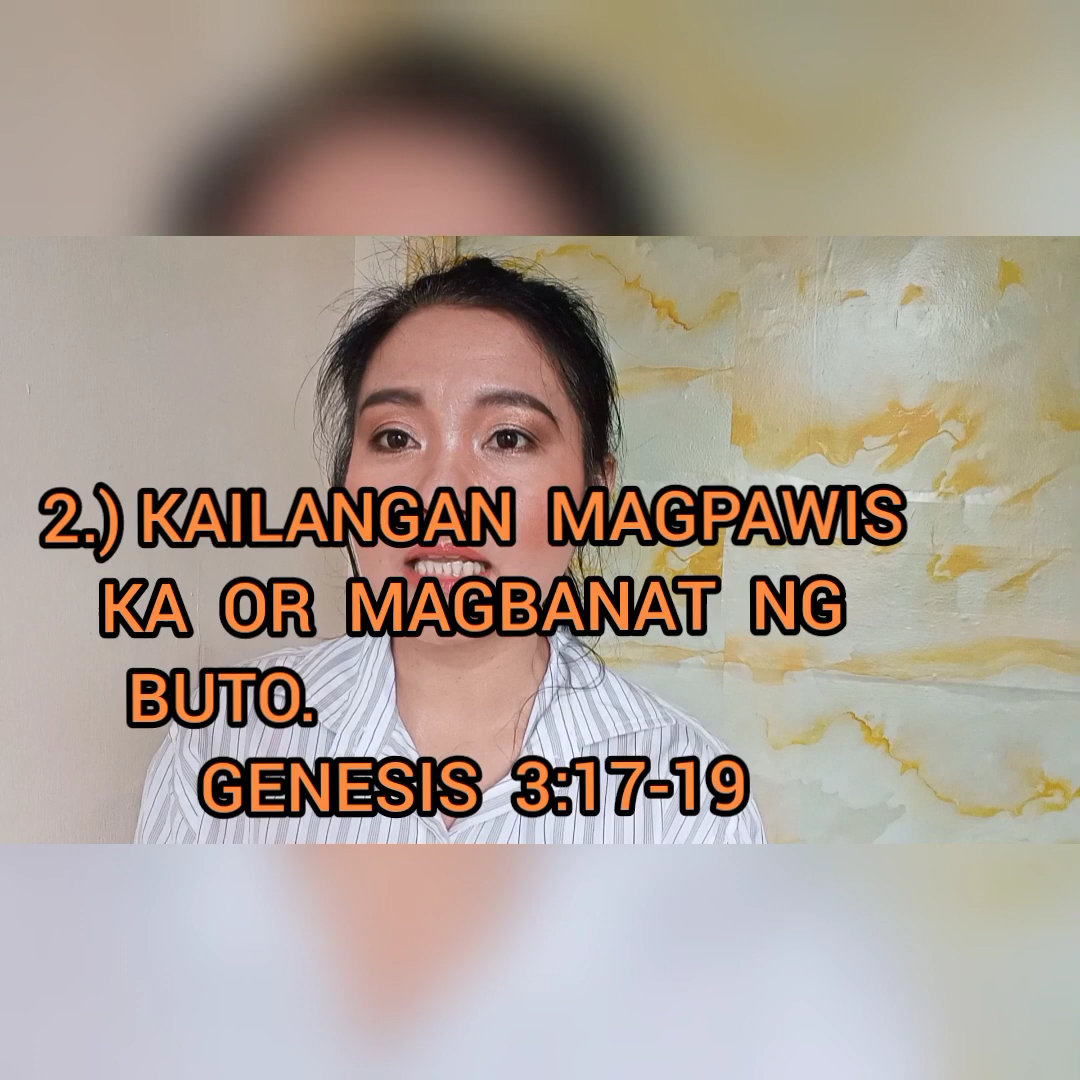 2.) KAILANGAN MAGPAWIS
KA OR MAGBANAT NG
BUTO.
GENESIS 3:17-19